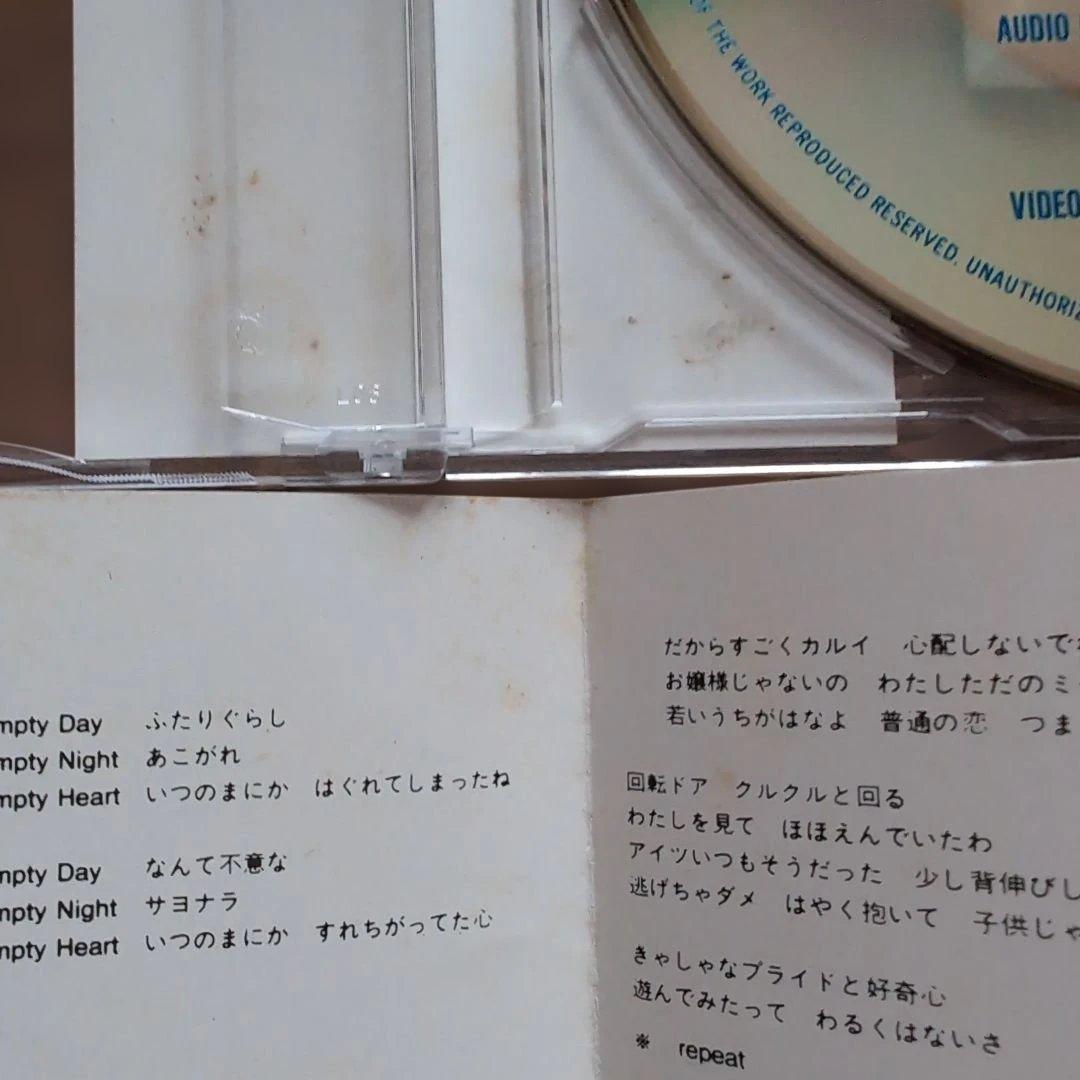 AUDIO
VIDEO
OF THE WORK REPRODUCED RESERVED. UNAUTHORIZ
mpty Day ふたりぐらし
mpty Night あこがれ
mpty Heart いつのまにか はぐれてしまったね
mpty Day なんて不意な
mpty Night サヨナラ
mpty Heart いつのまにか すれちがってた心
だからすごくカルイ 心配しないでね
お嬢様じゃないの わたしただのミ
若いうちがはなよ 普通の恋 つま
回転ドア クルクルと回る
わたしを見て ほほえんでいたわ
アイツいつもそうだった 少し背伸びし
逃げちゃダメ はやく抱いて 子供じゃ
きゃしゃなプライドと好奇心
遊んでみたって わるくはないさ
※ repeat